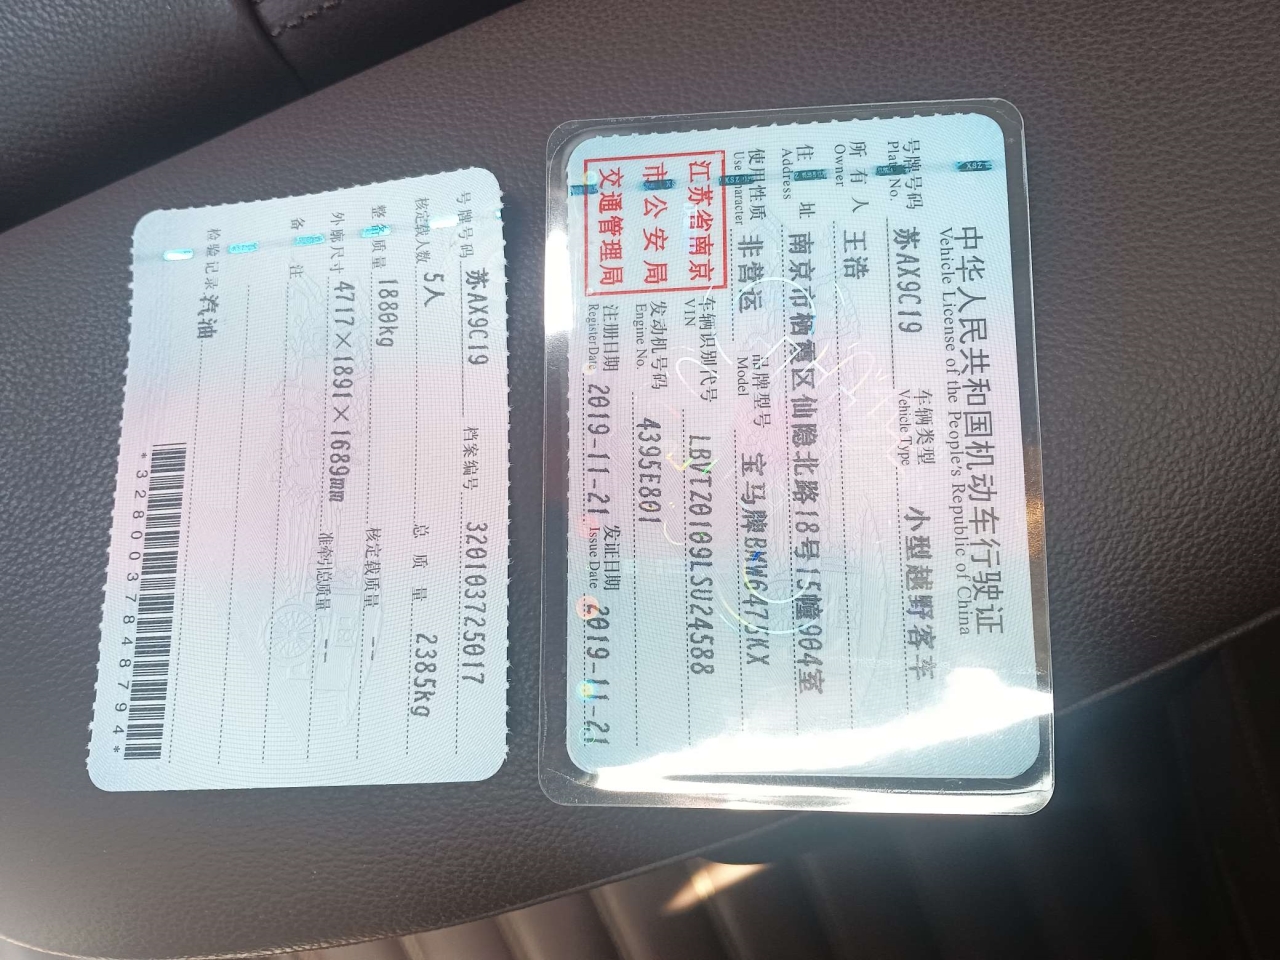 中华人民共和国机动车行驶证
Vehicle License of the People's Republic of China
号牌号码 苏AX9C19 车辆类型 小型越野客车
Plate No. Vehicle Type
所有人 王浩
Owner
住址 南京市栖霞区仙隐北路18号15幢904室
Address
使用性质 非营运 品牌型号 宝马牌BMW6475KX
Use Character Model
江苏省南京
市公安局
交通管理局
车辆识别代号 LBVTZ0109LSU24588
VIN
发动机号码 4395E801
Engine No.
注册日期 2019-11-21 发证日期 2019-11-21
Register Date Issue Date
号牌号码 苏AX9C19 档案编号 320103725017
核定载人数 5人 总质量 2385kg
整备质量 1880kg 核定载质量 --
外廓尺寸 4717×1891×1689mm 准牵引总质量 --
备注
检验记录 汽油
*3280037848794*